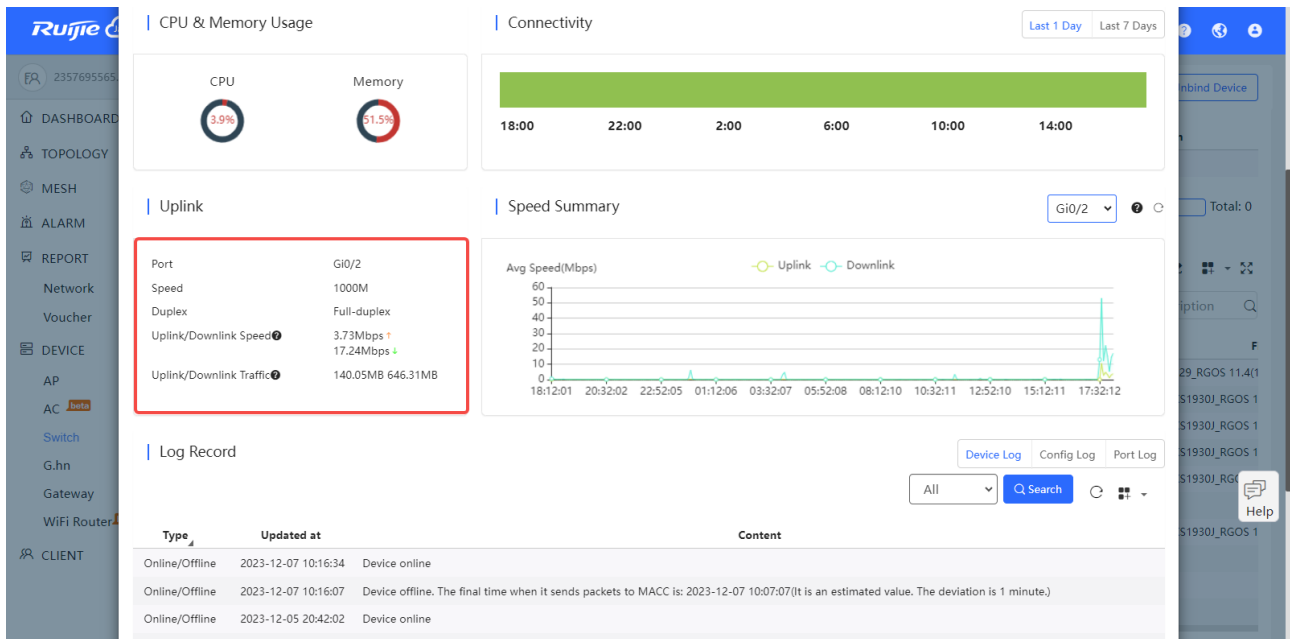 Ruijie
CPU & Memory Usage
Connectivity
Last 1 Day
Last 7 Days
2357695565.
Unbind Device
CPU
Memory
3.9%
51.5%
18:00 22:00 2:00 6:00 10:00 14:00
DASHBOARD
TOPOLOGY
MESH
ALARM
REPORT
Network
Voucher
DEVICE
AP
AC beta
Switch
G.hn
Gateway
WiFi Router
CLIENT
Uplink
Speed Summary
Gi0/2
Total: 0
Port Gi0/2
Speed 1000M
Duplex Full-duplex
Uplink/Downlink Speed 3.73Mbps ↑
17.24Mbps ↓
Uplink/Downlink Traffic 140.05MB 646.31MB
Avg Speed(Mbps)
Uplink Downlink
60
50
40
30
20
10
0
18:12:01 20:32:02 22:52:05 01:12:06 03:32:07 05:52:08 08:12:10 10:32:11 12:52:10 15:12:11 17:32:12
iption
F
29_RGOS 11.4(1
S1930J_RGOS 1
S1930J_RGOS 1
S1930J_RGOS 1
S1930J_RG
S1930J_RGOS 1
Help
Log Record
Device Log
Config Log
Port Log
All
Search
Type Updated at Content
Online/Offline 2023-12-07 10:16:34 Device online
Online/Offline 2023-12-07 10:16:07 Device offline. The final time when it sends packets to MACC is: 2023-12-07 10:07:07(It is an estimated value. The deviation is 1 minute.)
Online/Offline 2023-12-05 20:42:02 Device online